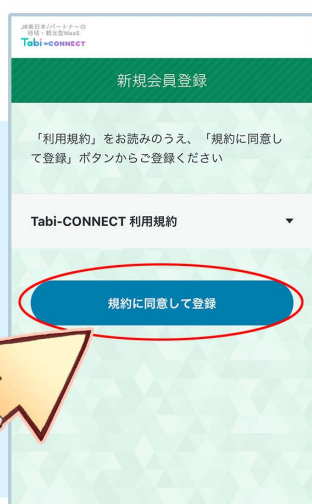 JR東日本/パートナーの
地域・観光型MaaS
Tabi-CONNECT
新規会員登録
「利用規約」をお読みのうえ、「規約に同意し
て登録」ボタンからご登録ください
Tabi-CONNECT 利用規約
規約に同意して登録